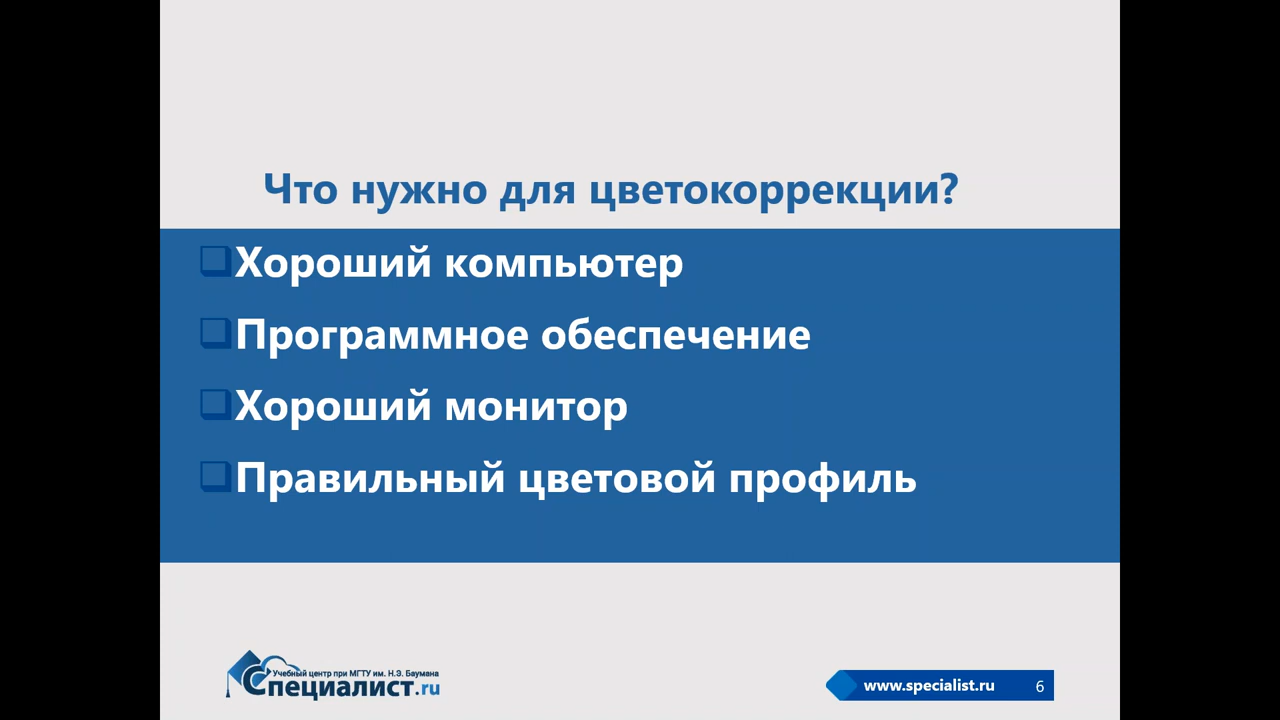 Что нужно для цветокоррекции?
Хороший компьютер
Программное обеспечение
Хороший монитор
Правильный цветовой профиль
Учебный центр при МГТУ им. Н.Э. Баумана
Специалист.ru
www.specialist.ru 6